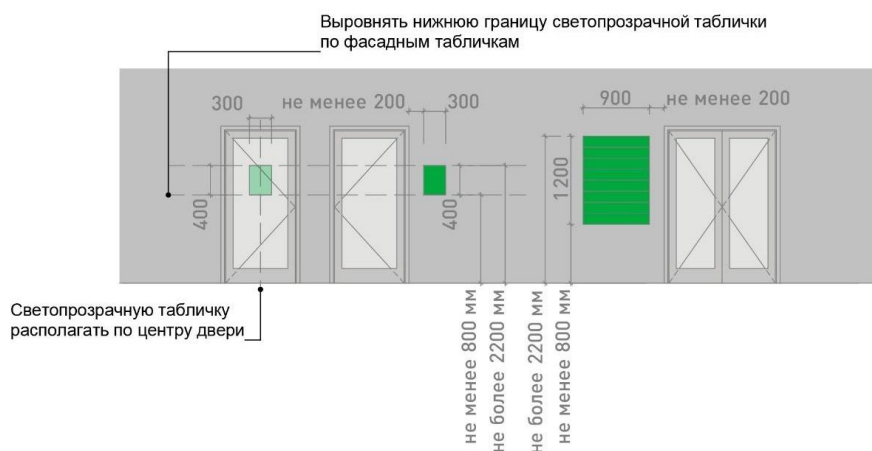 Выровнять нижнюю границу светопрозрачной таблички
по фасадным табличкам
300
не менее 200
300
900
не менее 200
400
400
1200
Светопрозрачную табличку
располагать по центру двери
не менее 800 мм
не более 2200 мм
не более 2200 мм
не менее 800 мм